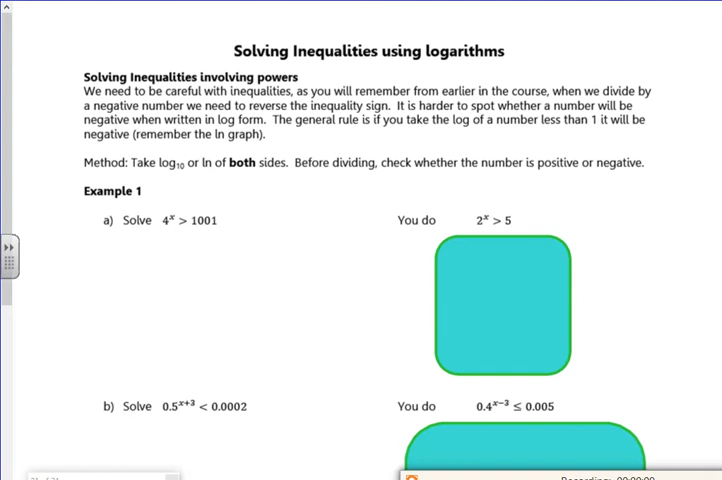 Solving Inequalities using logarithms
Solving Inequalities involving powers
We need to be careful with inequalities, as you will remember from earlier in the course, when we divide by
a negative number we need to reverse the inequality sign. It is harder to spot whether a number will be
negative when written in log form. The general rule is if you take the log of a number less than 1 it will be
negative (remember the ln graph).
Method: Take log₁₀ or ln of both sides. Before dividing, check whether the number is positive or negative.
Example 1
a) Solve 4ˣ > 1001 You do 2ˣ > 5
b) Solve 0.5ˣ⁺³ < 0.0002 You do 0.4ˣ⁻³ ≤ 0.005